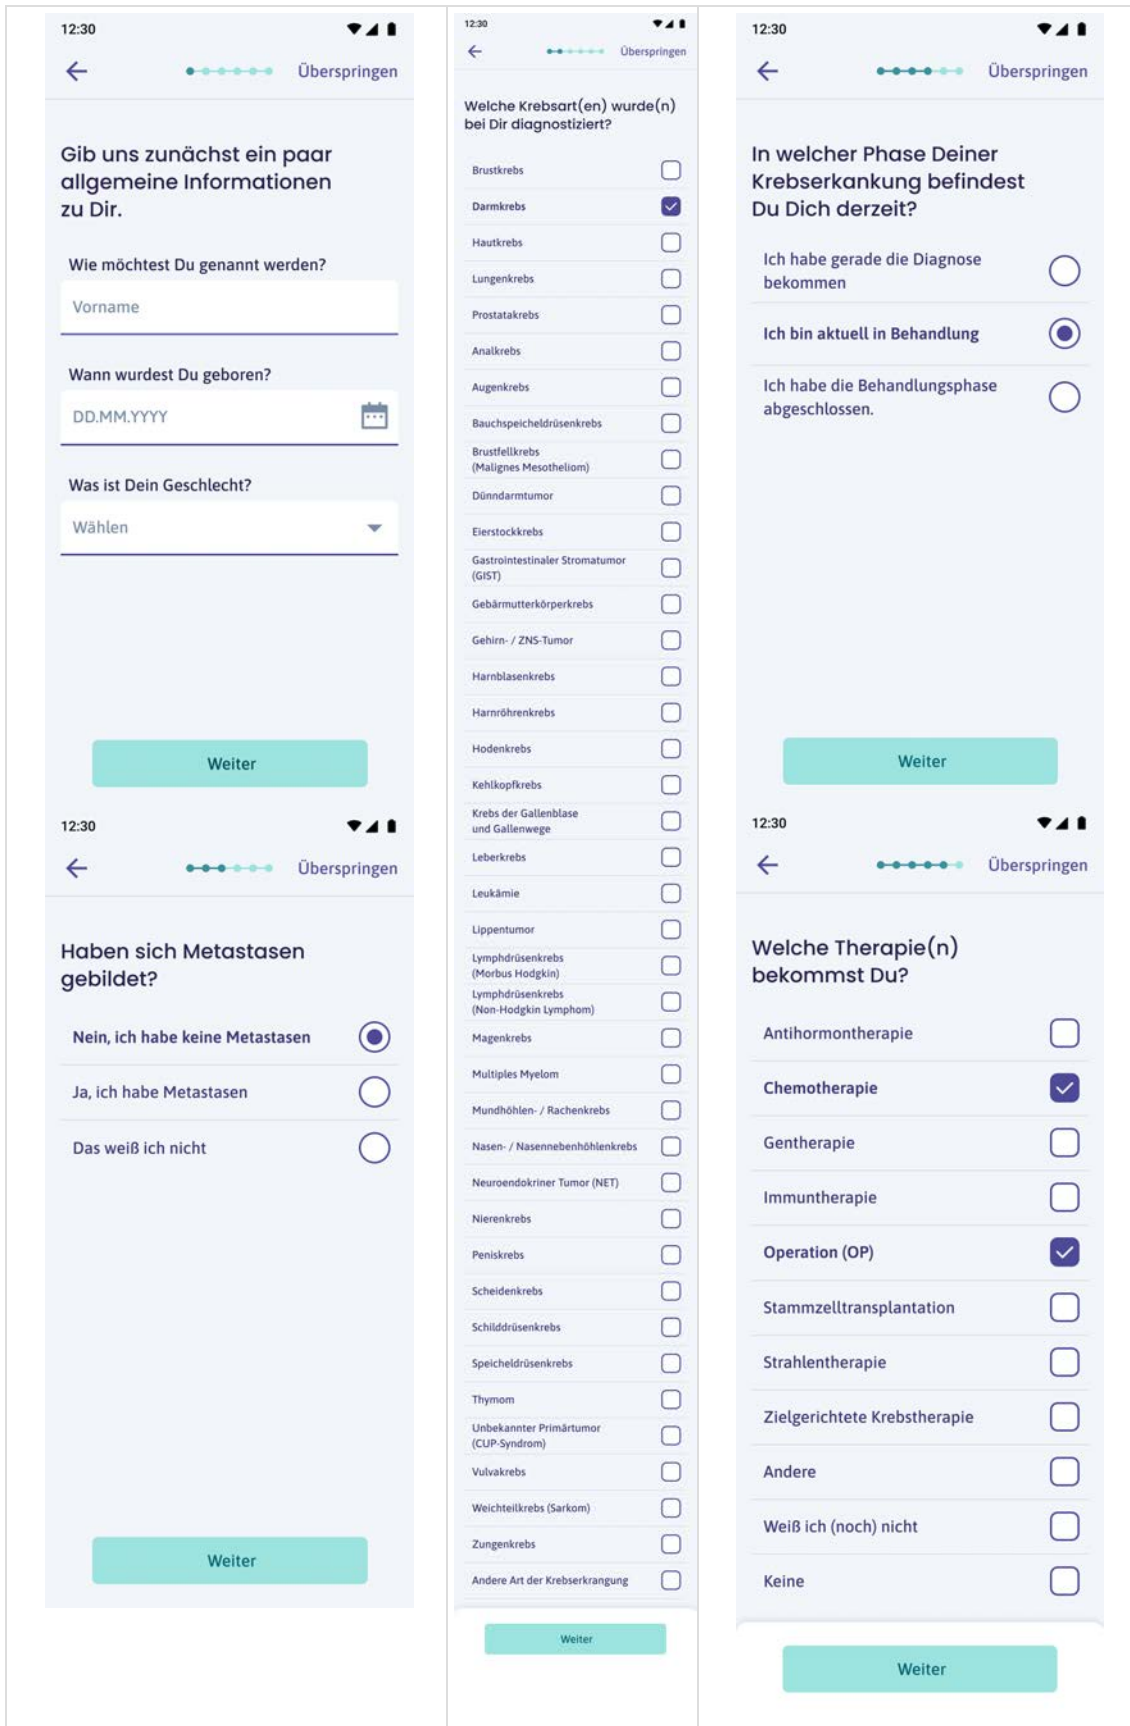 12:30
Überspringen
Gib uns zunächst ein paar
allgemeine Informationen
zu Dir.
Wie möchtest Du genannt werden?
Vorname
Wann wurdest Du geboren?
DD.MM.YYYY
Was ist Dein Geschlecht?
Wählen
Weiter
12:30
Überspringen
Haben sich Metastasen
gebildet?
Nein, ich habe keine Metastasen
Ja, ich habe Metastasen
Das weiß ich nicht
Weiter
12:30
Überspringen
Welche Krebsart(en) wurde(n)
bei Dir diagnostiziert?
Brustkrebs
Darmkrebs
Hautkrebs
Lungenkrebs
Prostatakrebs
Analkrebs
Augenkrebs
Bauchspeicheldrüsenkrebs
Brustfellkrebs
(Malignes Mesotheliom)
Dünndarmtumor
Eierstockkrebs
Gastrointestinaler Stromatumor
(GIST)
Gebärmutterkörperkrebs
Gehirn- / ZNS-Tumor
Harnblasenkrebs
Harnröhrenkrebs
Hodenkrebs
Kehlkopfkrebs
Krebs der Gallenblase
und Gallenwege
Leberkrebs
Leukämie
Lippentumor
Lymphdrüsenkrebs
(Morbus Hodgkin)
Lymphdrüsenkrebs
(Non-Hodgkin Lymphom)
Magenkrebs
Multiples Myelom
Mundhöhlen- / Rachenkrebs
Nasen- / Nasennebenhöhlenkrebs
Neuroendokriner Tumor (NET)
Nierenkrebs
Peniskrebs
Scheidenkrebs
Schilddrüsenkrebs
Speicheldrüsenkrebs
Thymom
Unbekannter Primärtumor
(CUP-Syndrom)
Vulvakrebs
Weichteilkrebs (Sarkom)
Zungenkrebs
Andere Art der Krebserkrangung
Weiter
12:30
Überspringen
In welcher Phase Deiner
Krebserkankung befindest
Du Dich derzeit?
Ich habe gerade die Diagnose
bekommen
Ich bin aktuell in Behandlung
Ich habe die Behandlungsphase
abgeschlossen.
Weiter
12:30
Überspringen
Welche Therapie(n)
bekommst Du?
Antihormontherapie
Chemotherapie
Gentherapie
Immuntherapie
Operation (OP)
Stammzelltransplantation
Strahlentherapie
Zielgerichtete Krebstherapie
Andere
Weiß ich (noch) nicht
Keine
Weiter